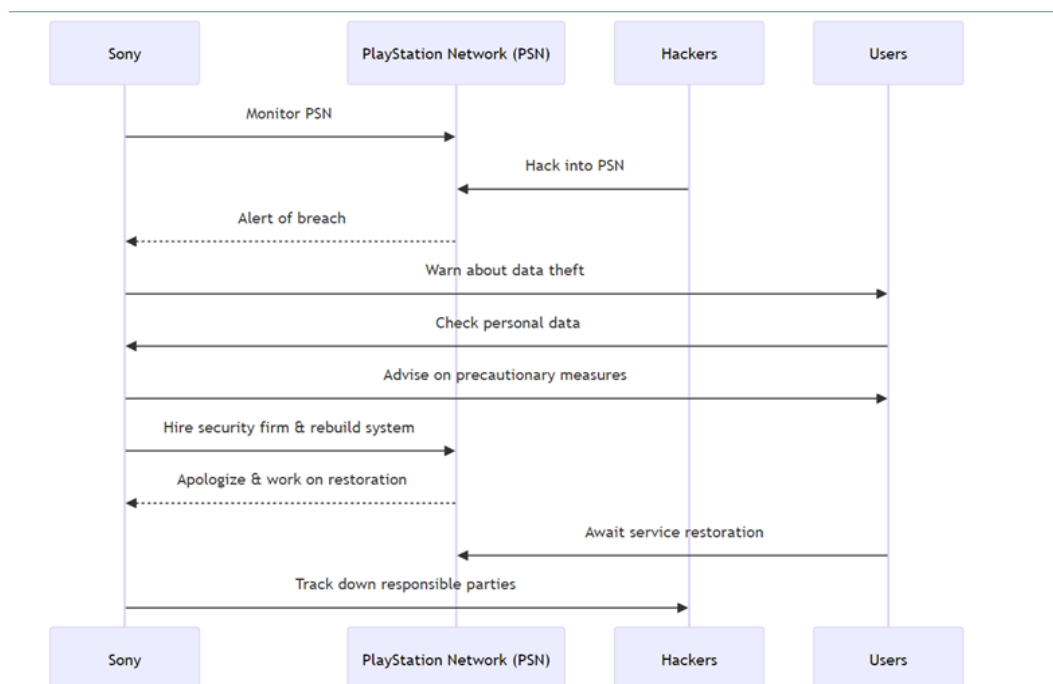 Sony
PlayStation Network (PSN)
Hackers
Users
Monitor PSN
Hack into PSN
Alert of breach
Warn about data theft
Check personal data
Advise on precautionary measures
Hire security firm & rebuild system
Apologize & work on restoration
Await service restoration
Track down responsible parties
Sony
PlayStation Network (PSN)
Hackers
Users